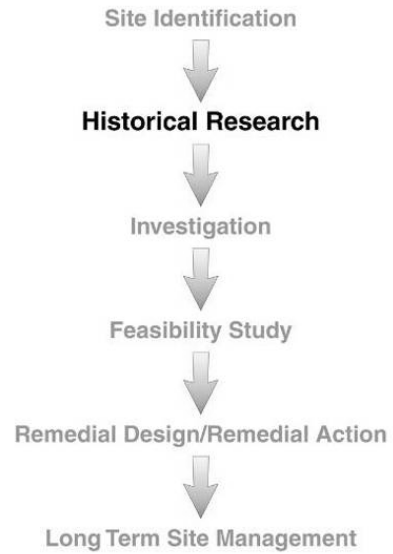 Site Identification
Historical Research
Investigation
Feasibility Study
Remedial Design/Remedial Action
Long Term Site Management